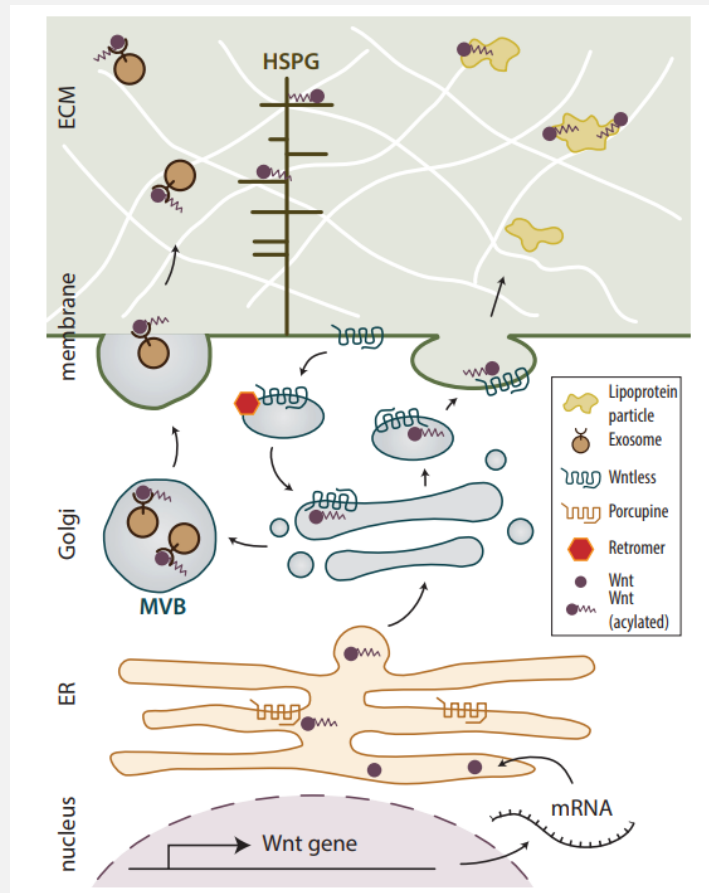 ECM
HSPG
membrane
Golgi
MVB
ER
nucleus
Wnt gene
mRNA
Lipoprotein
particle
Exosome
Wntless
Porcupine
Retromer
Wnt
Wnt
(acylated)